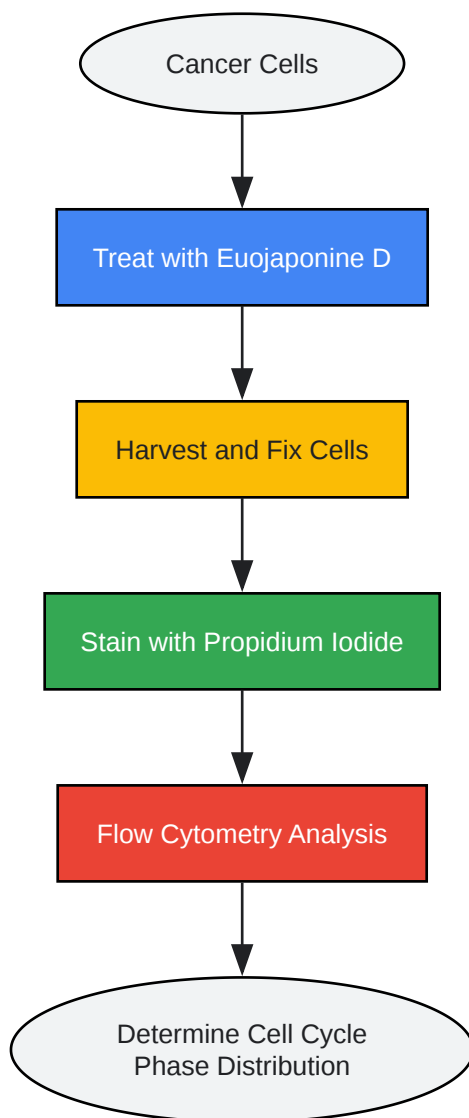 Cancer Cells
Treat with Euojaponine D
Harvest and Fix Cells
Stain with Propidium Iodide
Flow Cytometry Analysis
Determine Cell Cycle
Phase Distribution